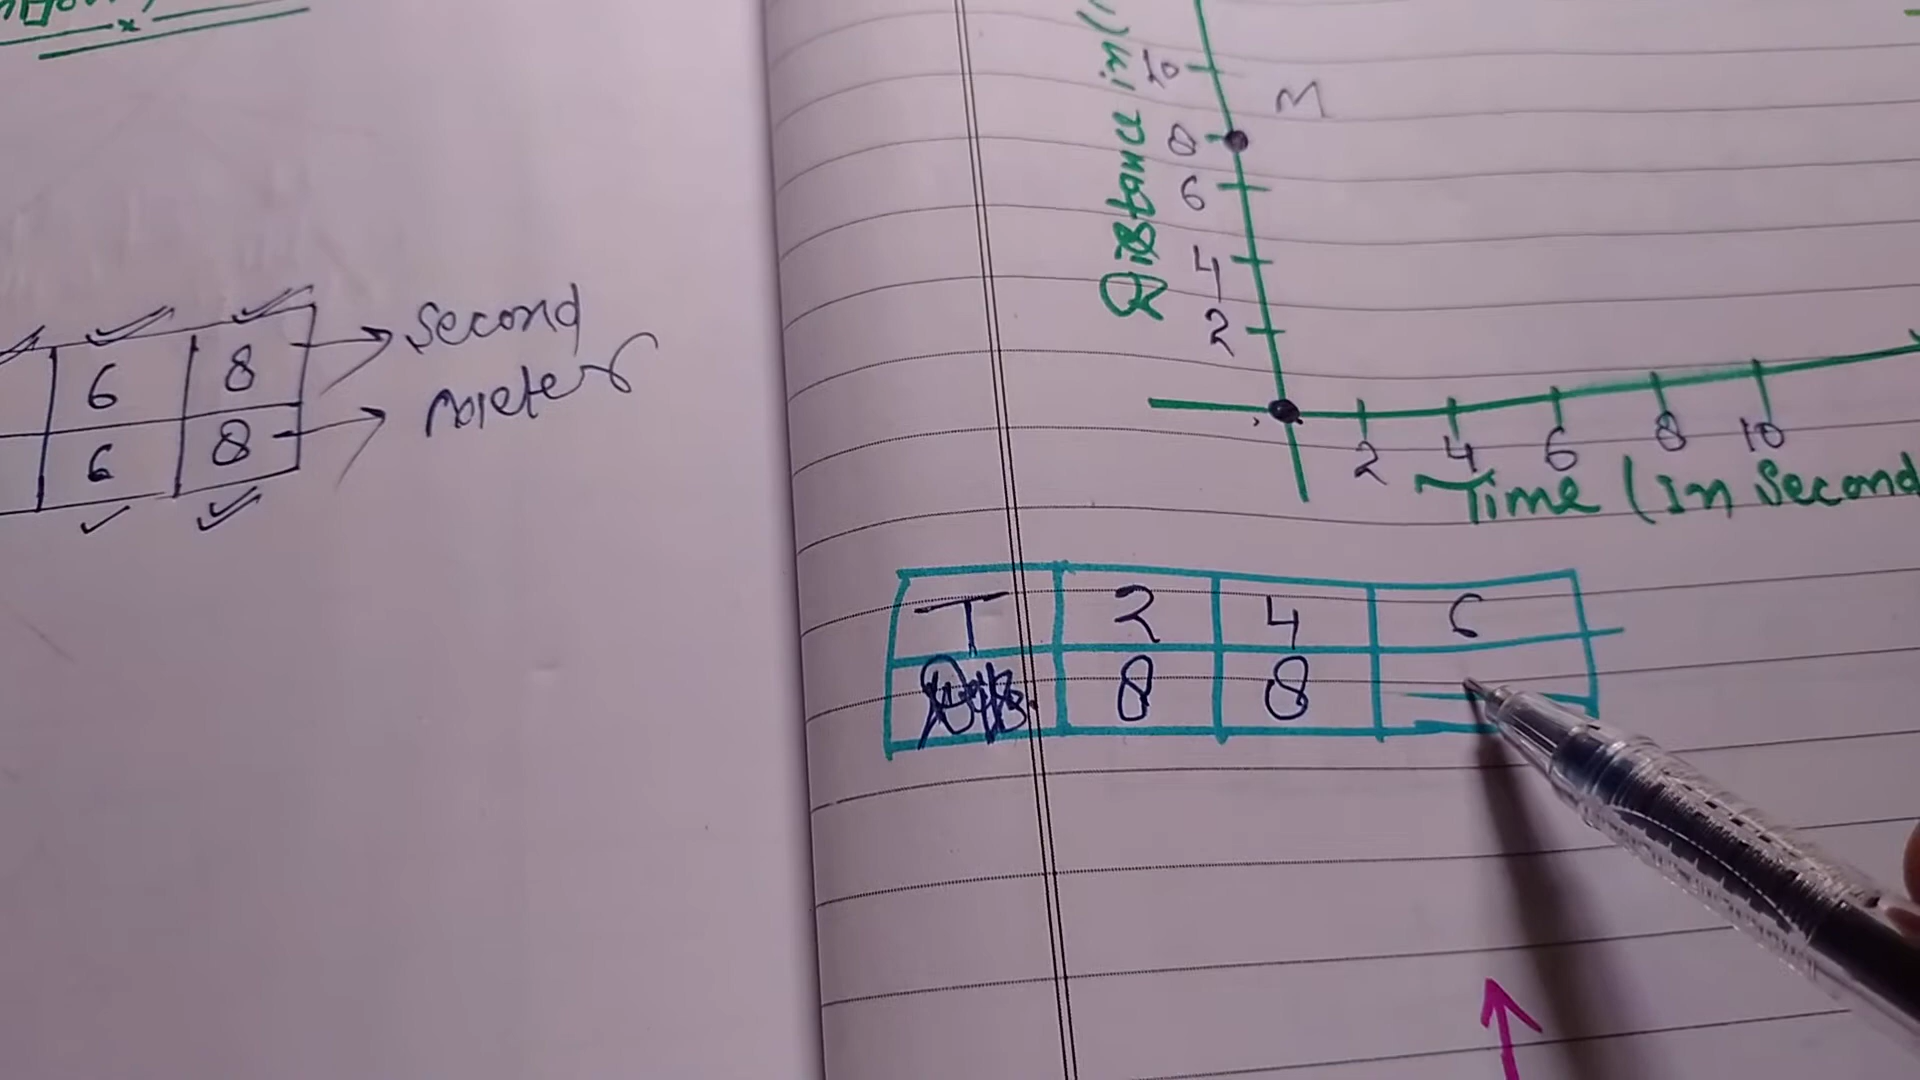 6 8 second
6 8 meter
Distance in
10
M
8
6
4
2
2 4 6 8 10
Time (in Second
T 2 4 6
8 8